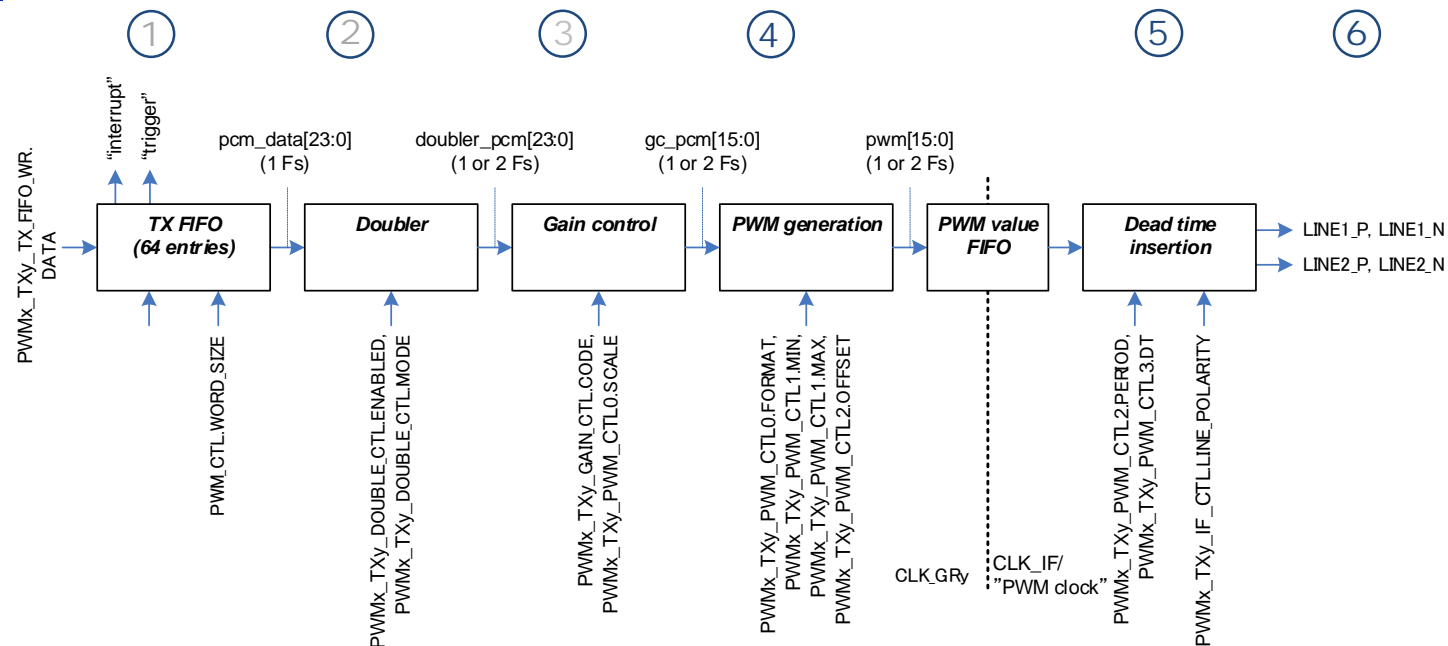 1
2
3
4
5
6
PWMx_TXy_TX_FIFO_WR.
DATA
"interrupt"
"trigger"
pcm_data[23:0]
(1 Fs)
doubler_pcm[23:0]
(1 or 2 Fs)
gc_pcm[15:0]
(1 or 2 Fs)
pwm[15:0]
(1 or 2 Fs)
TX FIFO
(64 entries)
Doubler
Gain control
PWM generation
PWM value
FIFO
Dead time
insertion
LINE1_P, LINE1_N
LINE2_P, LINE2_N
PWM_CTL.WORD_SIZE
PWMx_TXy_DOUBLE_CTL.ENABLED,
PWMx_TXy_DOUBLE_CTL.MODE
PWMx_TXy_GAIN_CTL.CODE,
PWMx_TXy_PWM_CTL0.SCALE
PWMx_TXy_PWM_CTL0.FORMAT,
PWMx_TXy_PWM_CTL1.MIN,
PWMx_TXy_PWM_CTL1.MAX,
PWMx_TXy_PWM_CTL2.OFFSET
CLK_GRy
CLK_IF/
"PWM clock"
PWMx_TXy_PWM_CTL2.PERIOD,
PWMx_TXy_PWM_CTL3.DT
PWMx_TXy_IF_CTL.LINE_POLARITY